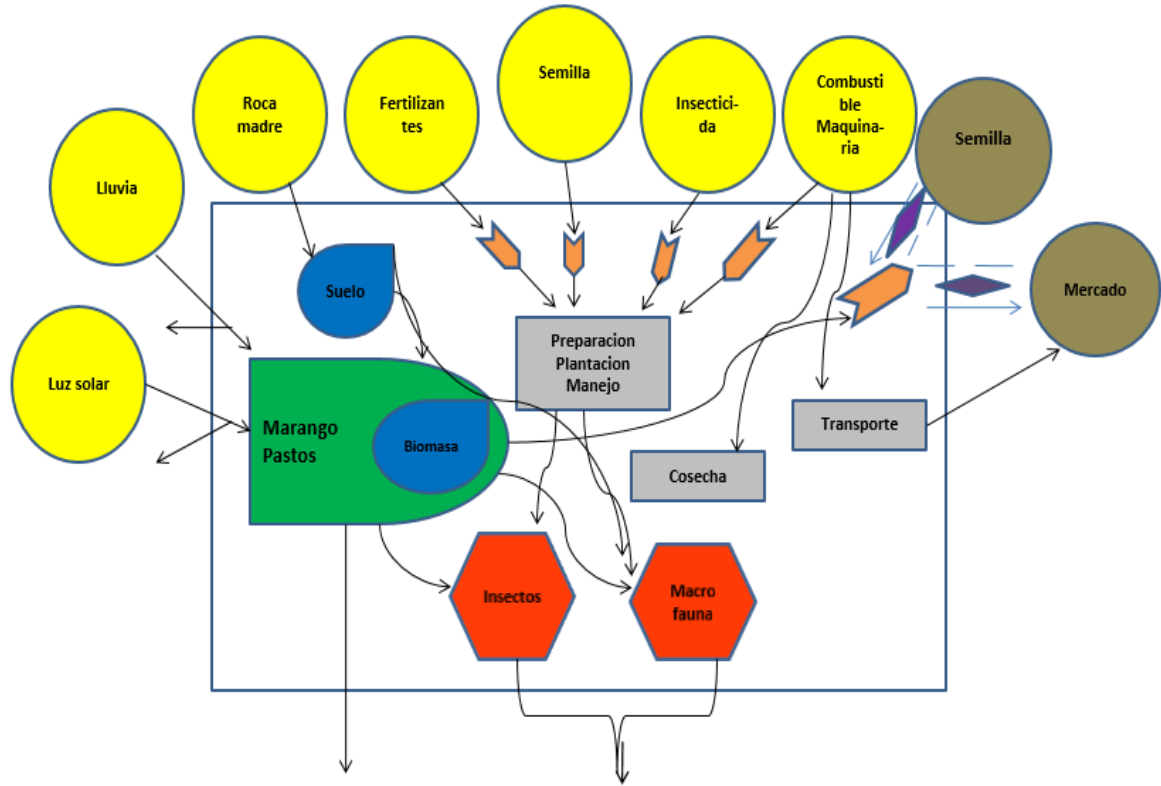 Semilla
Roca
madre
Fertilizan
tes
Insectici-
da
Combusti
ble
Maquina-
ria
Semilla
Lluvia
Suelo
Mercado
Luz solar
Preparacion
Plantacion
Manejo
Marango
Pastos
Biomasa
Transporte
Cosecha
Insectos
Macro
fauna